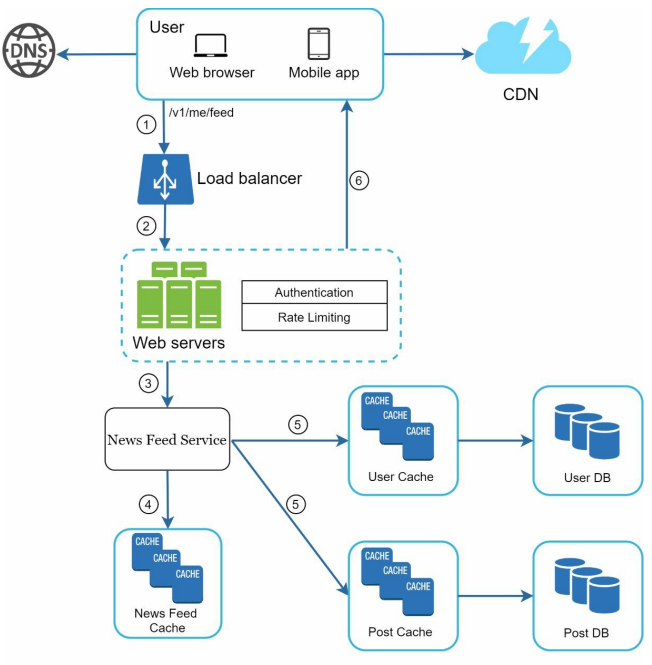 User
DNS
Web browser
Mobile app
CDN
1
/v1/me/feed
Load balancer
6
2
Authentication
Rate Limiting
Web servers
3
News Feed Service
5
CACHE
CACHE
CACHE
User Cache
User DB
4
5
CACHE
CACHE
CACHE
News Feed
Cache
CACHE
CACHE
CACHE
Post Cache
Post DB